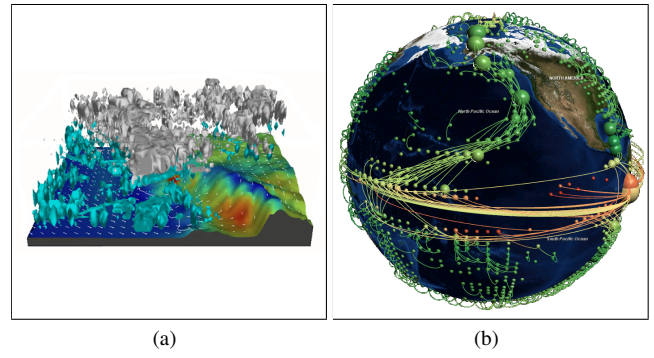 NORTH AMERICA
North Pacific Ocean
South Pacific Ocean
(a)
(b)